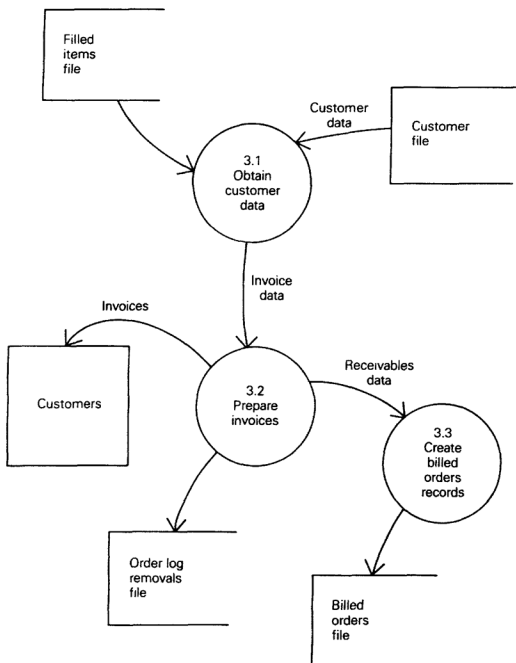 Filled
items
file
Customer
data
Customer
file
3.1
Obtain
customer
data
Invoice
data
Invoices
Receivables
data
Customers
3.2
Prepare
invoices
3.3
Create
billed
orders
records
Order log
removals
file
Billed
orders
file